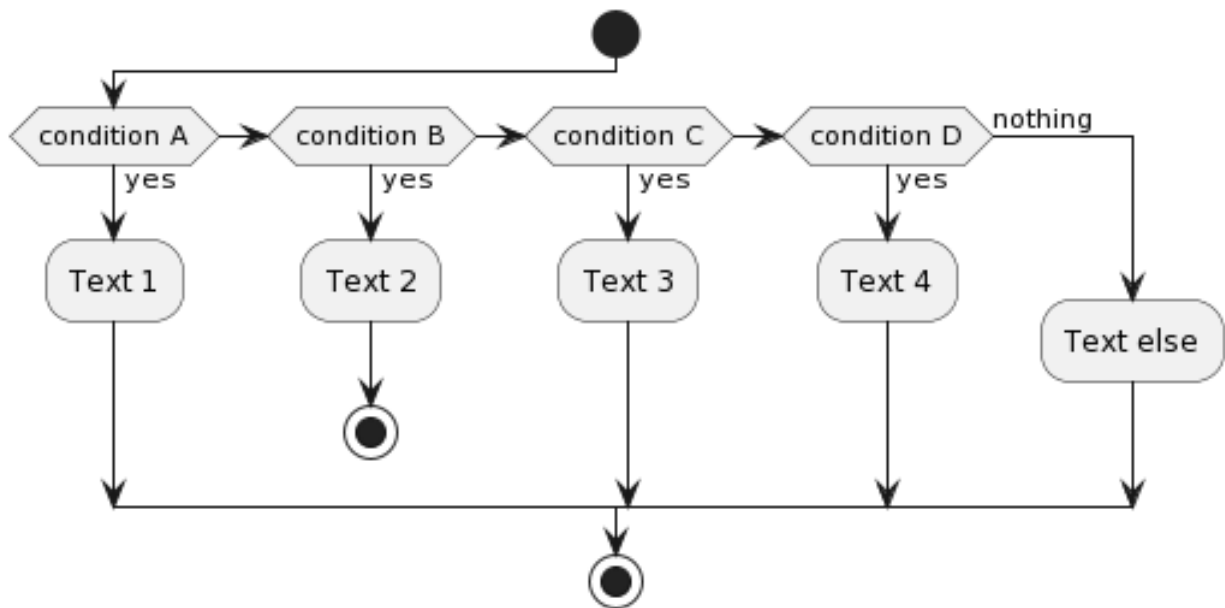 nothing
condition A
condition B
condition C
condition D
yes
yes
yes
yes
Text 1
Text 2
Text 3
Text 4
Text else